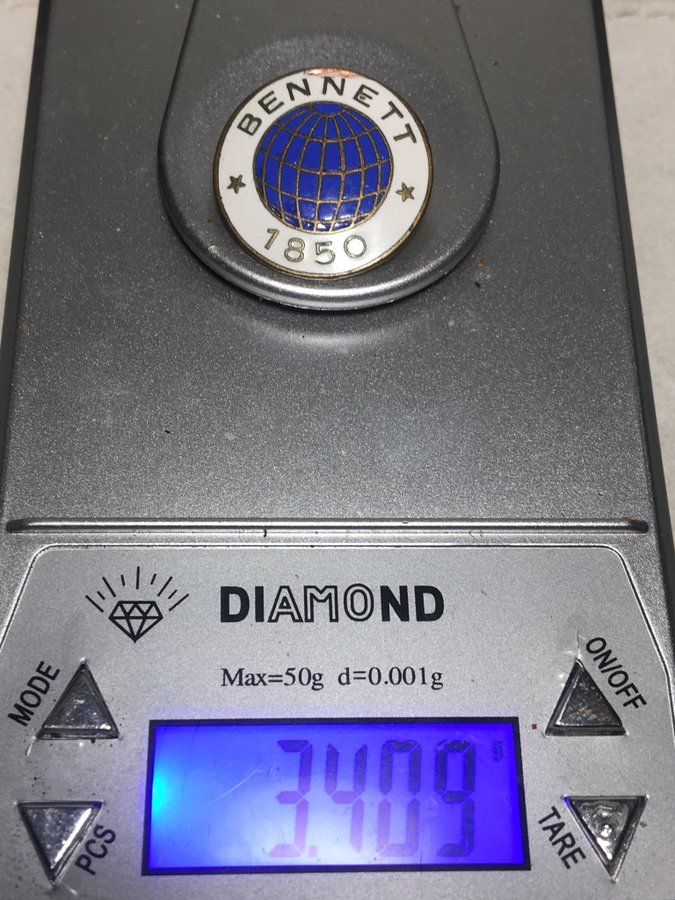 BENNETT
1850
DIAMOND
Max=50g d=0.001g
MODE
ON/OFF
3.409
PCS
TARE